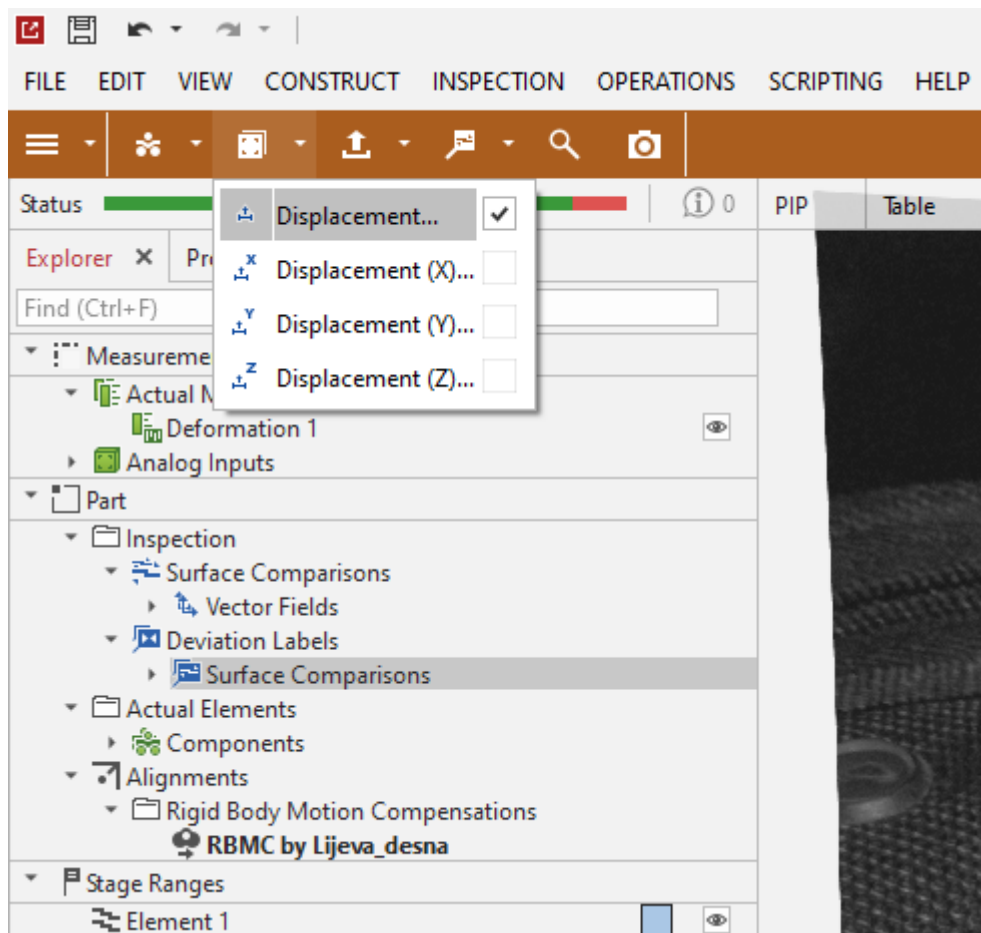 FILE EDIT VIEW CONSTRUCT INSPECTION OPERATIONS SCRIPTING HELP
Status 0 PIP Table
Displacement...
Explorer
Displacement (X)...
Find (Ctrl+F)
Displacement (Y)...
Displacement (Z)...
Deformation 1
Analog Inputs
Part
Inspection
Surface Comparisons
Vector Fields
Deviation Labels
Surface Comparisons
Actual Elements
Components
Alignments
Rigid Body Motion Compensations
RBMC by Lijeva_desna
Stage Ranges
Element 1